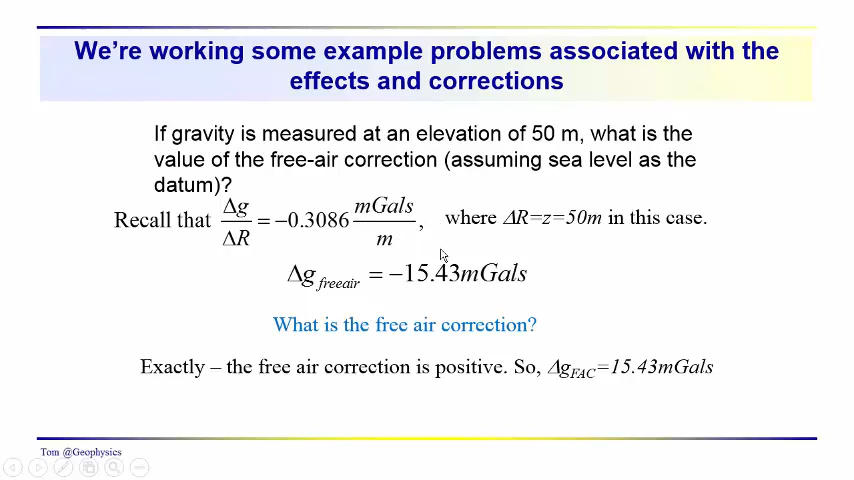 We're working some example problems associated with the
effects and corrections
If gravity is measured at an elevation of 50 m, what is the
value of the free-air correction (assuming sea level as the
datum)?
Recall that Δg/ΔR = −0.3086 mGals/m, where ΔR=z=50m in this case.
Δg freeair = −15.43mGals
What is the free air correction?
Exactly – the free air correction is positive. So, ΔgFAC=15.43mGals
Tom @Geophysics